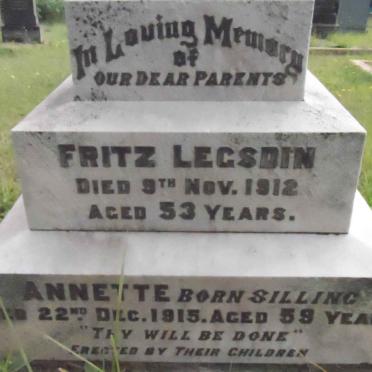 In Loving Memory
of
OUR DEAR PARENTS
FRITZ LEGSDIN
DIED 9TH NOV. 1912
AGED 53 YEARS.
ANNETTE BORN SILLING
22ND DEC. 1915. AGED 59
"THY WILL BE DONE"
ERECTED BY THEIR CHILDREN